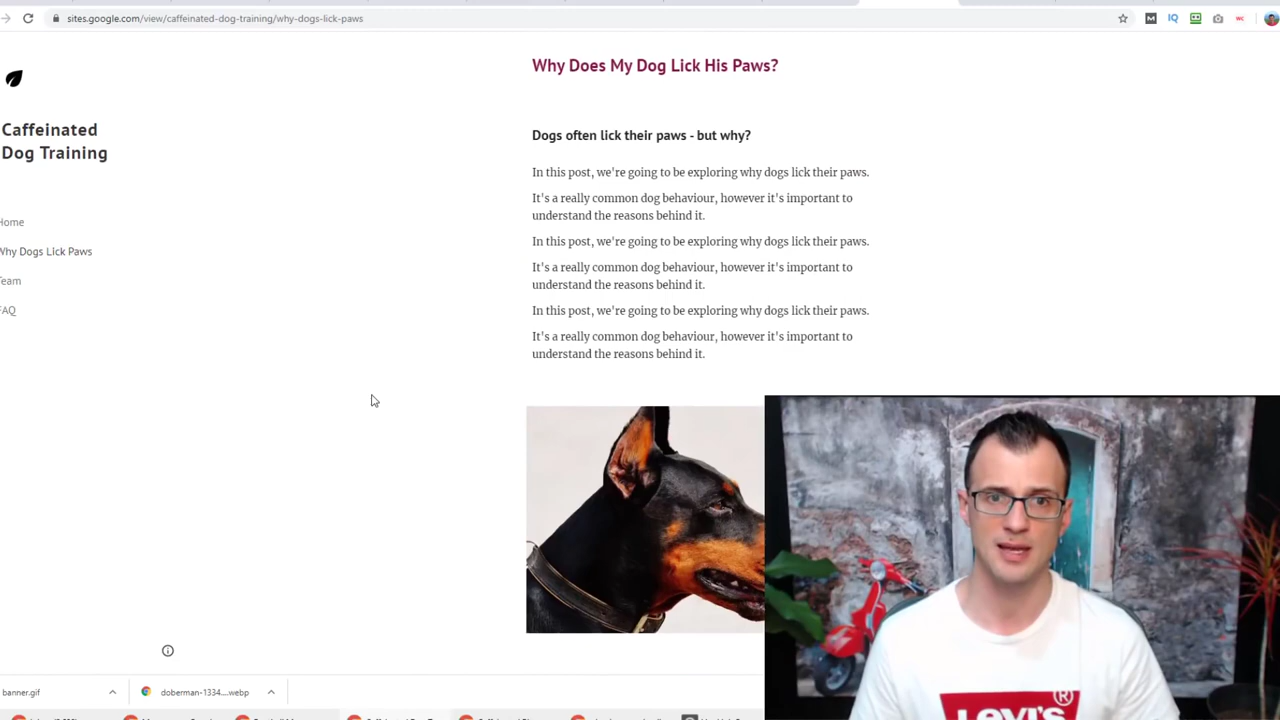 sites.google.com/view/caffeinated-dog-training/why-dogs-lick-paws
M
IQ
WC
Why Does My Dog Lick His Paws?
Caffeinated
Dog Training
Dogs often lick their paws - but why?
In this post, we're going to be exploring why dogs lick their paws.
It's a really common dog behaviour, however it's important to
understand the reasons behind it.
Home
In this post, we're going to be exploring why dogs lick their paws.
Why Dogs Lick Paws
It's a really common dog behaviour, however it's important to
understand the reasons behind it.
Team
In this post, we're going to be exploring why dogs lick their paws.
FAQ
It's a really common dog behaviour, however it's important to
understand the reasons behind it.
banner.gif
doberman-1334....webp
LEVI'S
®